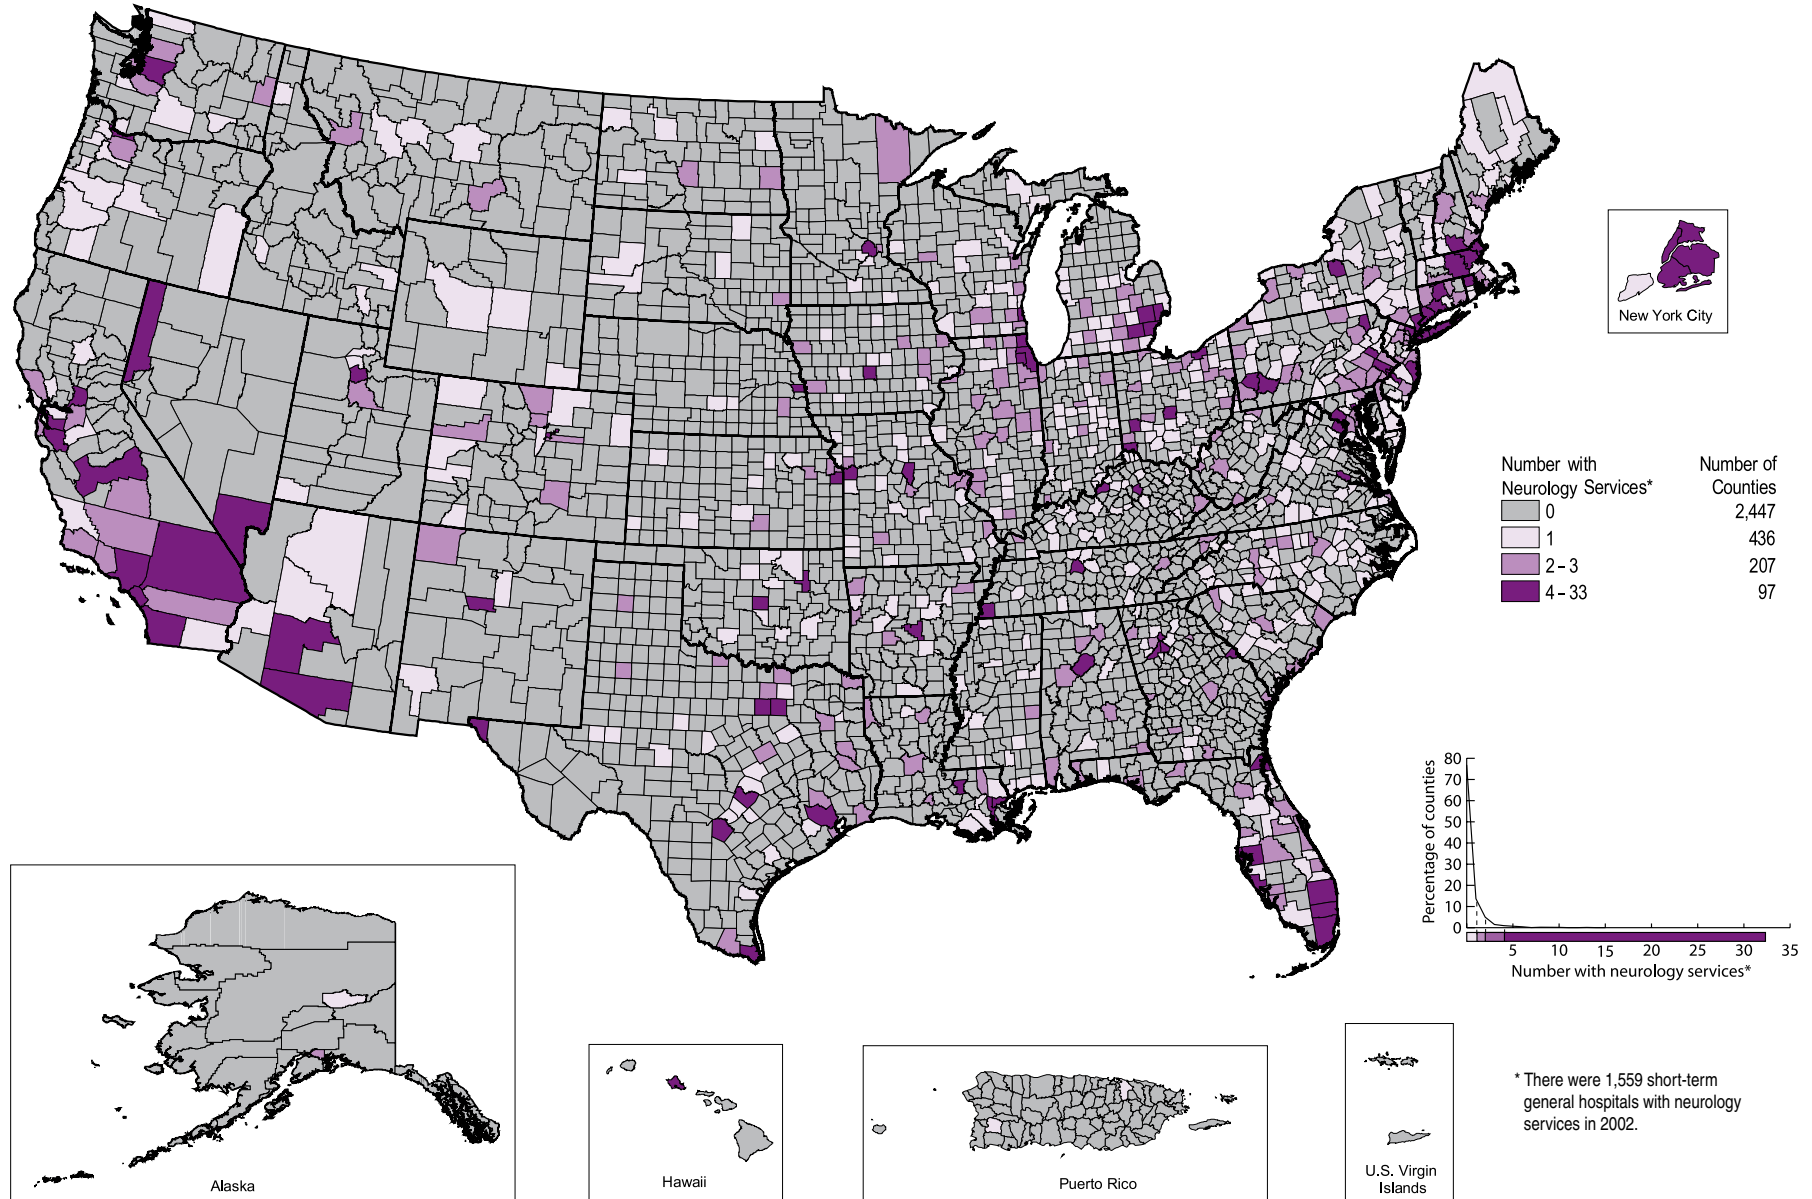 New York City
Number with Number of
Neurology Services* Counties
0 2,447
1 436
2 – 3 207
4 – 33 97
Percentage of counties
80
70
60
50
40
30
20
10
0
5 10 15 20 25 30 35
Number with neurology services*
* There were 1,559 short-term
general hospitals with neurology
services in 2002.
Alaska
Hawaii
Puerto Rico
U.S. Virgin
Islands